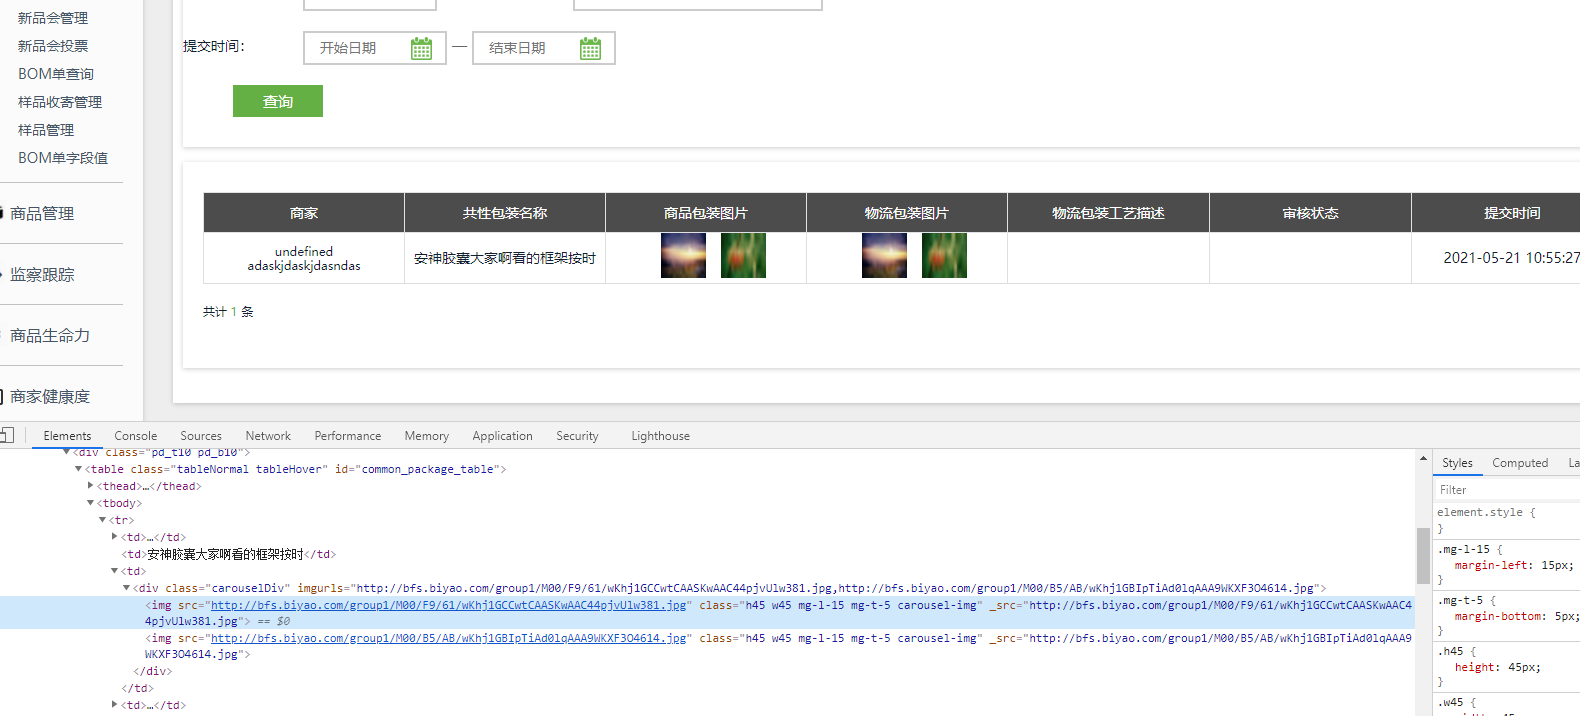 新品会管理
新品会投票
BOM单查询
样品收寄管理
样品管理
BOM单字段值
商品管理
监察跟踪
商品生命力
商家健康度
提交时间：
开始日期
—
结束日期
查询
商家 共性包装名称 商品包装图片 物流包装图片 物流包装工艺描述 审核状态 提交时间
undefined
adaskjdaskjdasndas
安神胶囊大家啊看的框架按时
2021-05-21 10:55:27
共计 1 条
Elements Console Sources Network Performance Memory Application Security Lighthouse
<div class="pd_t10 pd_b10">
<table class="tableNormal tableHover" id="common_package_table">
<thead>…</thead>
<tbody>
<tr>
<td>…</td>
<td>安神胶囊大家啊看的框架按时</td>
<td>
<div class="carouselDiv" imgurls="http://bfs.biyao.com/group1/M00/F9/61/wKhj1GCCwtCAASKwAAC44pjvUlw381.jpg,http://bfs.biyao.com/group1/M00/B5/AB/wKhj1GBIpTiAd0lqAAA9WKXF3O4614.jpg">
<img src="http://bfs.biyao.com/group1/M00/F9/61/wKhj1GCCwtCAASKwAAC44pjvUlw381.jpg" class="h45 w45 mg-l-15 mg-t-5 carousel-img" _src="http://bfs.biyao.com/group1/M00/F9/61/wKhj1GCCwtCAASKwAAC4
4pjvUlw381.jpg"> == $0
<img src="http://bfs.biyao.com/group1/M00/B5/AB/wKhj1GBIpTiAd0lqAAA9WKXF3O4614.jpg" class="h45 w45 mg-l-15 mg-t-5 carousel-img" _src="http://bfs.biyao.com/group1/M00/B5/AB/wKhj1GBIpTiAd0lqAAA9
WKXF3O4614.jpg">
</div>
</td>
<td>…</td>
Styles Computed La
Filter
element.style {
}
.mg-l-15 {
margin-left: 15px;
}
.mg-t-5 {
margin-bottom: 5px;
}
.h45 {
height: 45px;
}
.w45 {